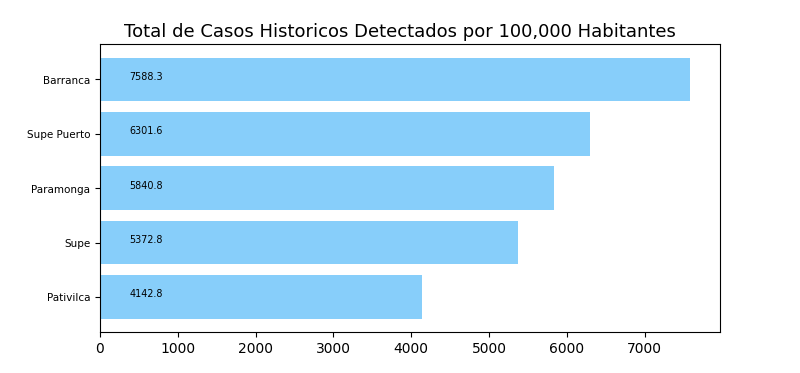 Total de Casos Historicos Detectados por 100,000 Habitantes
Barranca 7588.3
Supe Puerto 6301.6
Paramonga 5840.8
Supe 5372.8
Pativilca 4142.8
0 1000 2000 3000 4000 5000 6000 7000